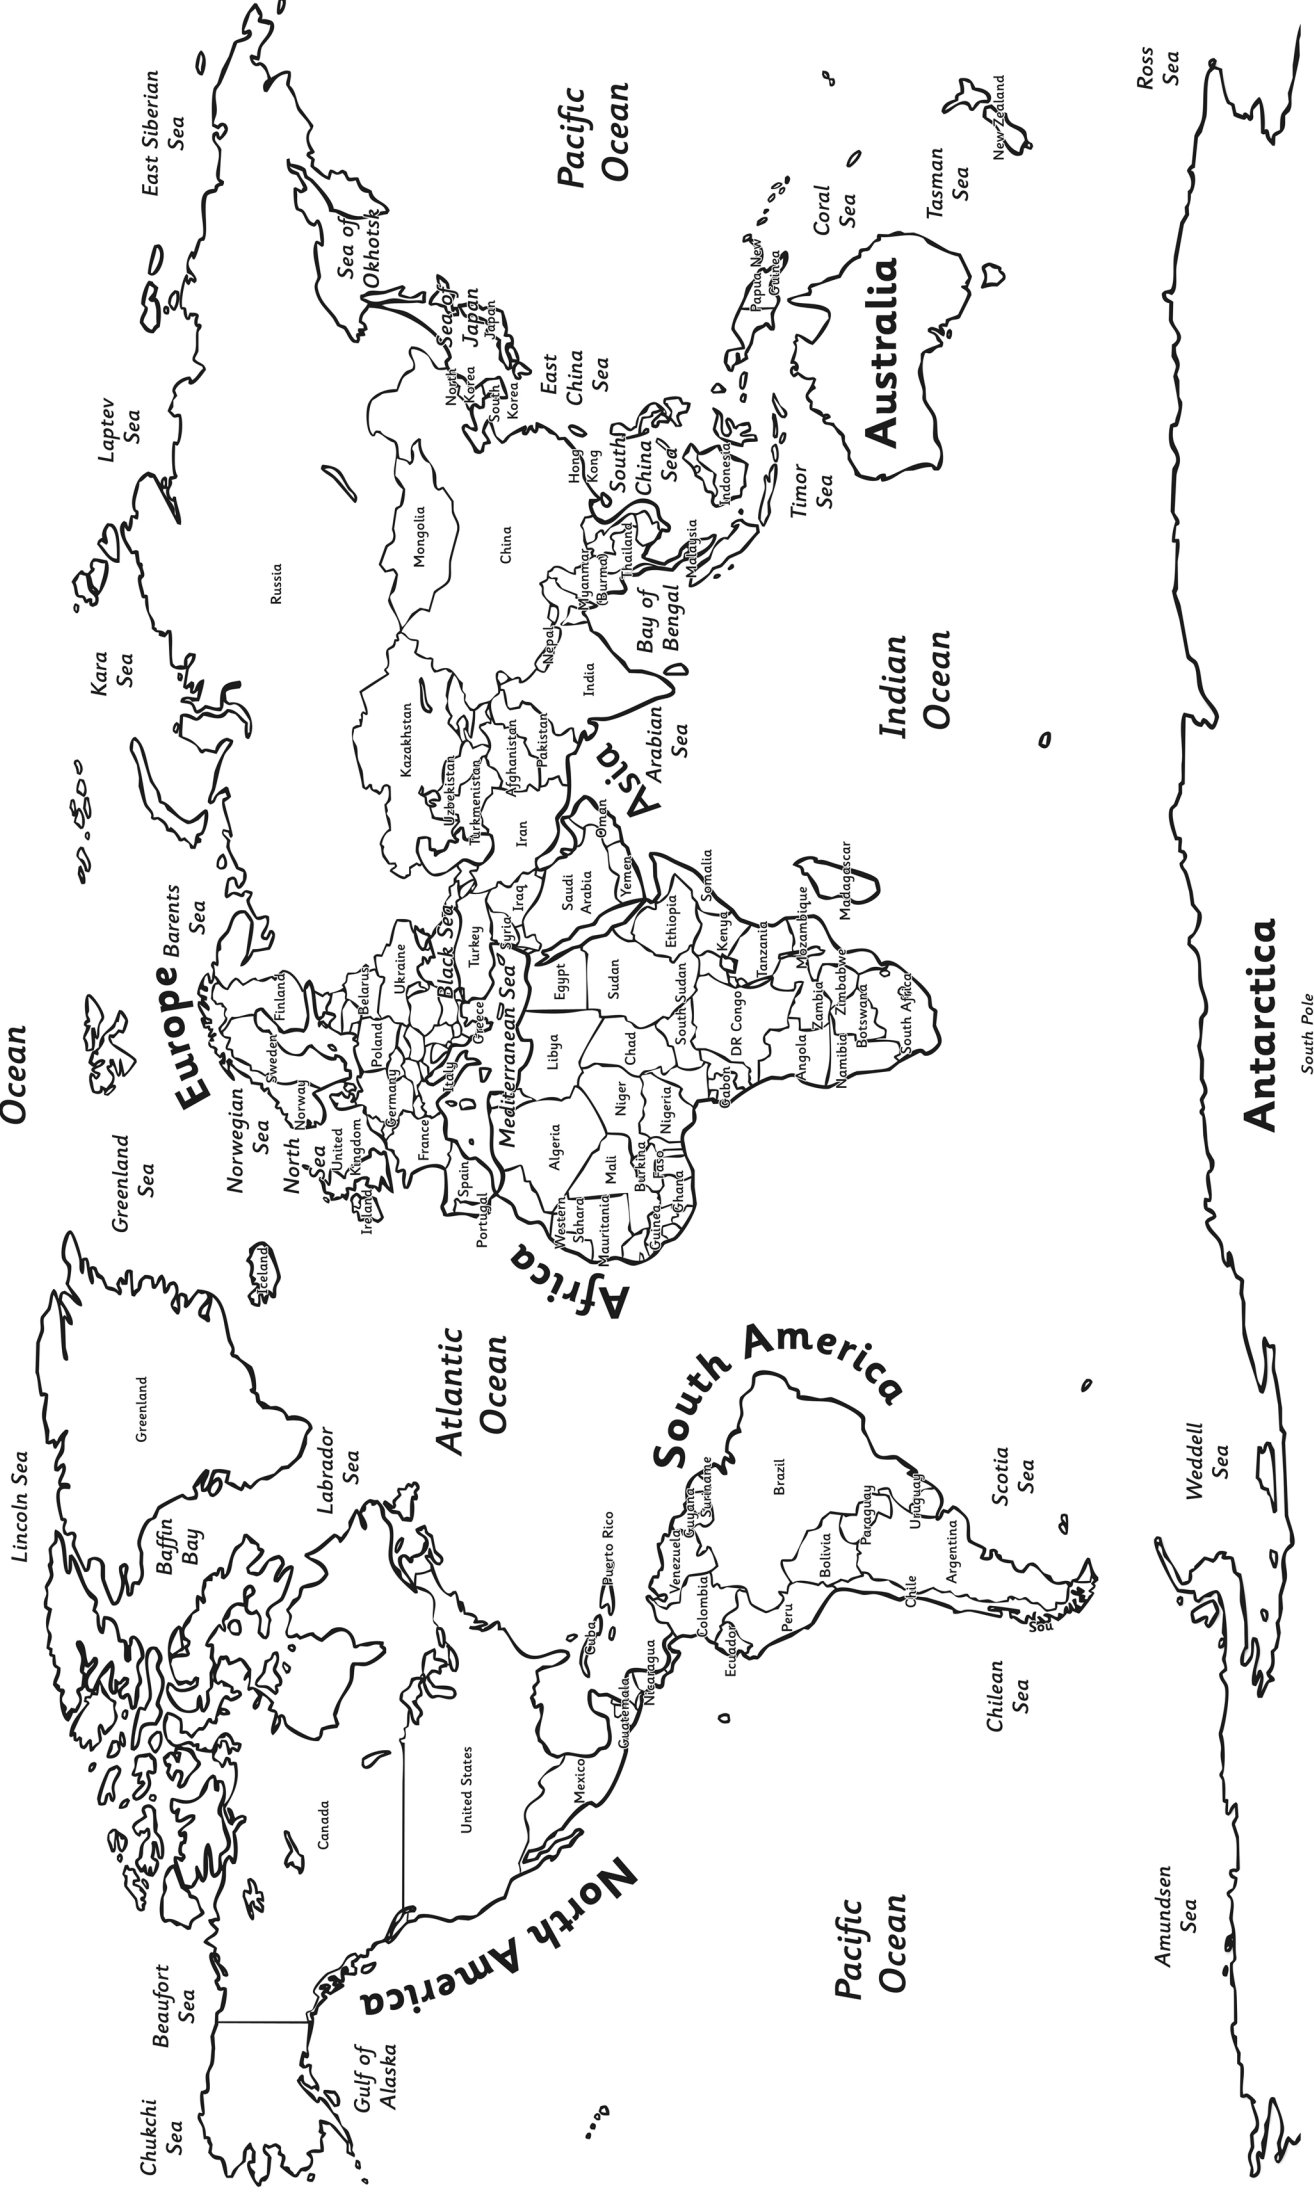 Ocean
Lincoln Sea
Greenland
Sea
Chukchi
Sea
Beaufort
Sea
Baffin
Bay
Greenland
Norwegian
Sea
Europe
Barents
Sea
Kara
Sea
Laptev
Sea
East Siberian
Sea
Gulf of
Alaska
Canada
Labrador
Sea
Iceland
North
Sea
Norway
Sweden
Finland
Russia
Sea of
Okhotsk
United States
Atlantic
Ocean
Ireland
United
Kingdom
Germany
Poland
Belarus
Ukraine
France
Italy
Greece
Spain
Portugal
Black Sea
Turkey
Mediterranean Sea
Syria
Iraq
Iran
Kazakhstan
Uzbekistan
Turkmenistan
Afghanistan
Pakistan
Mongolia
China
North
Korea
South
Korea
Sea of
Japan
Japan
East
China
Sea
Pacific
Ocean
North America
Mexico
Cuba
Puerto Rico
Guatemala
Nicaragua
Africa
Western
Sahara
Mauritania
Algeria
Mali
Libya
Egypt
Niger
Chad
Sudan
Burkina
Faso
Guinea
Ghana
Nigeria
South Sudan
Ethiopia
Somalia
Saudi
Arabia
Yemen
Oman
Asia
Arabian
Sea
India
Nepal
Bay of
Bengal
Myanmar
(Burma)
Thailand
Hong
Kong
South
China
Sea
Malaysia
Indonesia
Papua New
Guinea
Gabon
DR Congo
Kenya
Tanzania
Angola
Zambia
Mozambique
Namibia
Zimbabwe
Botswana
South Africa
Madagascar
Indian
Ocean
Timor
Sea
Australia
Coral
Sea
Tasman
Sea
New Zealand
South America
Venezuela
Guyana
Suriname
Colombia
Ecuador
Peru
Brazil
Bolivia
Paraguay
Uruguay
Argentina
Chile
Sou
Pacific
Ocean
Chilean
Sea
Scotia
Sea
Amundsen
Sea
Weddell
Sea
Ross
Sea
Antarctica
South Pole